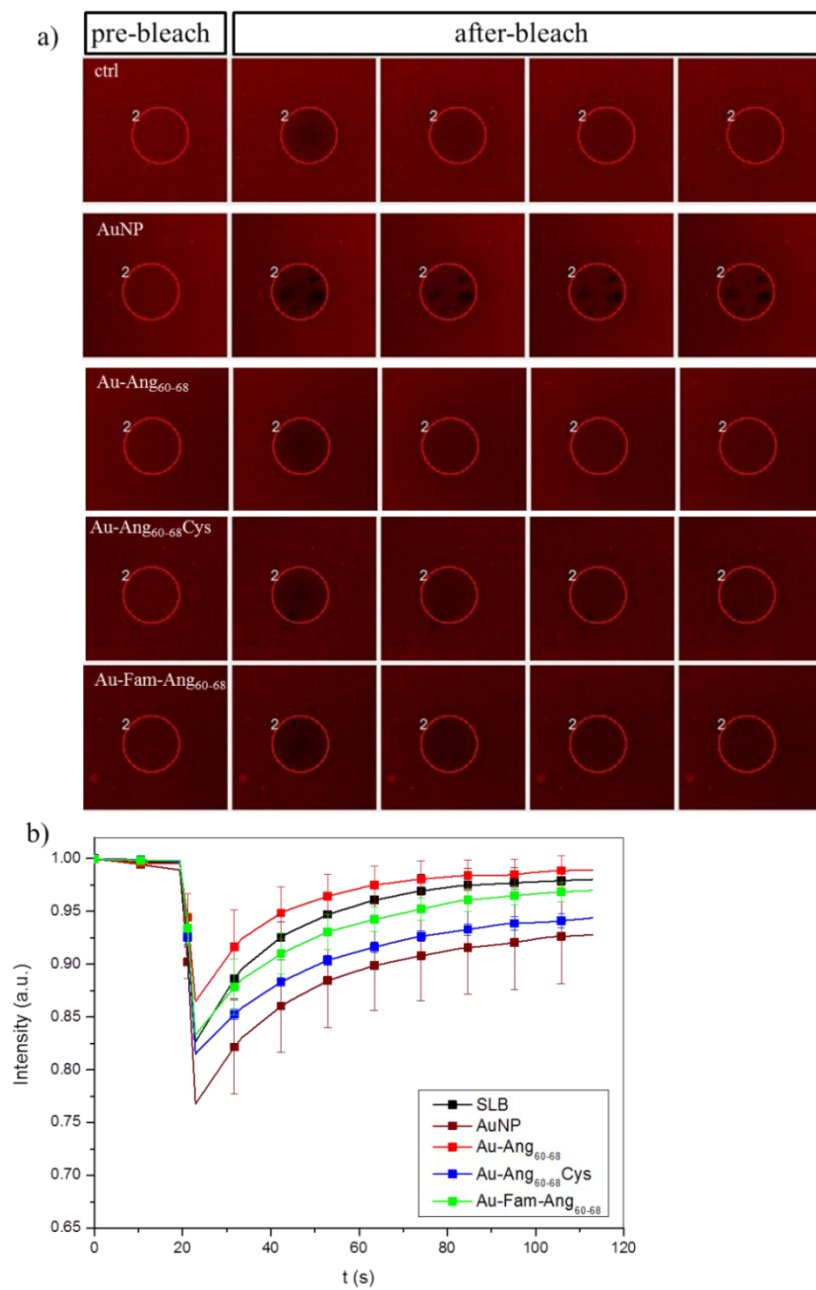 a)
pre-bleach after-bleach
ctrl
2 2 2 2 2
AuNP
2 2 2 2 2
Au-Ang60-68
2 2 2 2 2
Au-Ang60-68Cys
2 2 2 2 2
Au-Fam-Ang60-68
2 2 2 2 2
b)
1.00
0.95
0.90
0.85
0.80
0.75
0.70
0.65
Intensity (a.u.)
SLB
AuNP
Au-Ang60-68
Au-Ang60-68Cys
Au-Fam-Ang60-68
0 20 40 60 80 100 120
t (s)